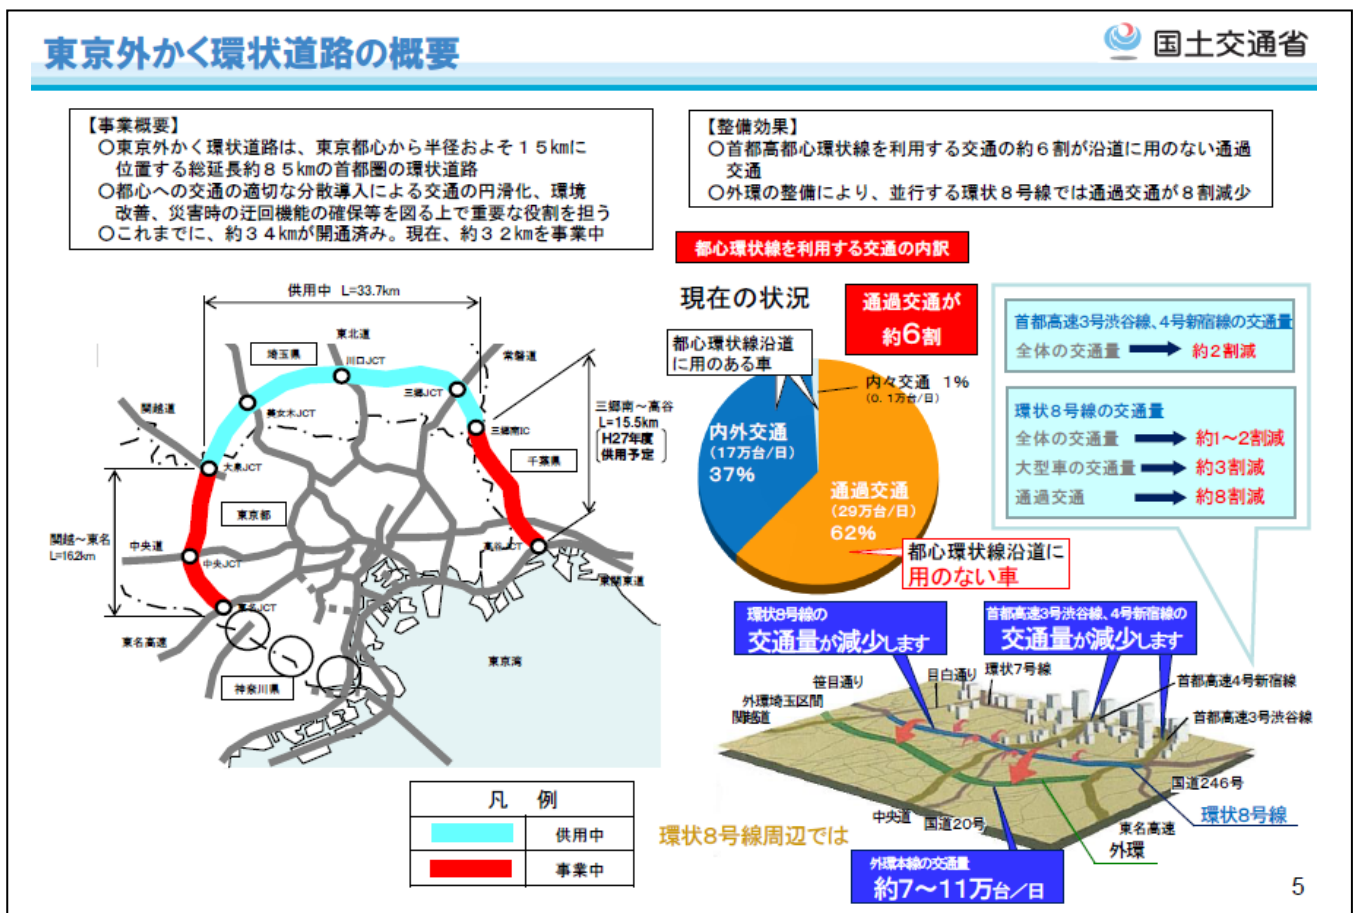 東京外かく環状道路の概要
国土交通省
【事業概要】
○東京外かく環状道路は、東京都心から半径およそ１５kmに
位置する総延長約８５kmの首都圏の環状道路
○都心への交通の適切な分散導入による交通の円滑化、環境
改善、災害時の迂回機能の確保等を図る上で重要な役割を担う
○これまでに、約３４kmが開通済み。現在、約３２kmを事業中
【整備効果】
○首都高都心環状線を利用する交通の約６割が沿道に用のない通過
交通
○外環の整備により、並行する環状８号線では通過交通が８割減少
供用中 L=33.7km
東北道
埼玉県
川口JCT
常磐道
三郷JCT
関越道
美女木JCT
三郷南IC
大泉JCT
三郷南～高谷
L=15.5km
H27年度
供用予定
千葉県
東京都
関越～東名
L=16.2km
中央道
中央JCT
高谷JCT
東関東道
東名JCT
東名高速
東京湾
神奈川県
凡 例
供用中
事業中
都心環状線を利用する交通の内訳
現在の状況
通過交通が
約6割
都心環状線沿道
に用のある車
内々交通 1%
(0. 1万台/日)
内外交通
(17万台/日)
37%
通過交通
(29万台/日)
62%
都心環状線沿道に
用のない車
首都高速3号渋谷線、4号新宿線の交通量
全体の交通量 約2割減
環状8号線の交通量
全体の交通量 約1～2割減
大型車の交通量 約3割減
通過交通 約8割減
環状8号線の
交通量が減少します
首都高速3号渋谷線、4号新宿線の
交通量が減少します
笹目通り
目白通り
環状7号線
外環埼玉区間
関越道
首都高速4号新宿線
首都高速3号渋谷線
国道246号
環状8号線
中央道
国道20号
東名高速
外環
環状8号線周辺では
外環本線の交通量
約7～11万台／日
5